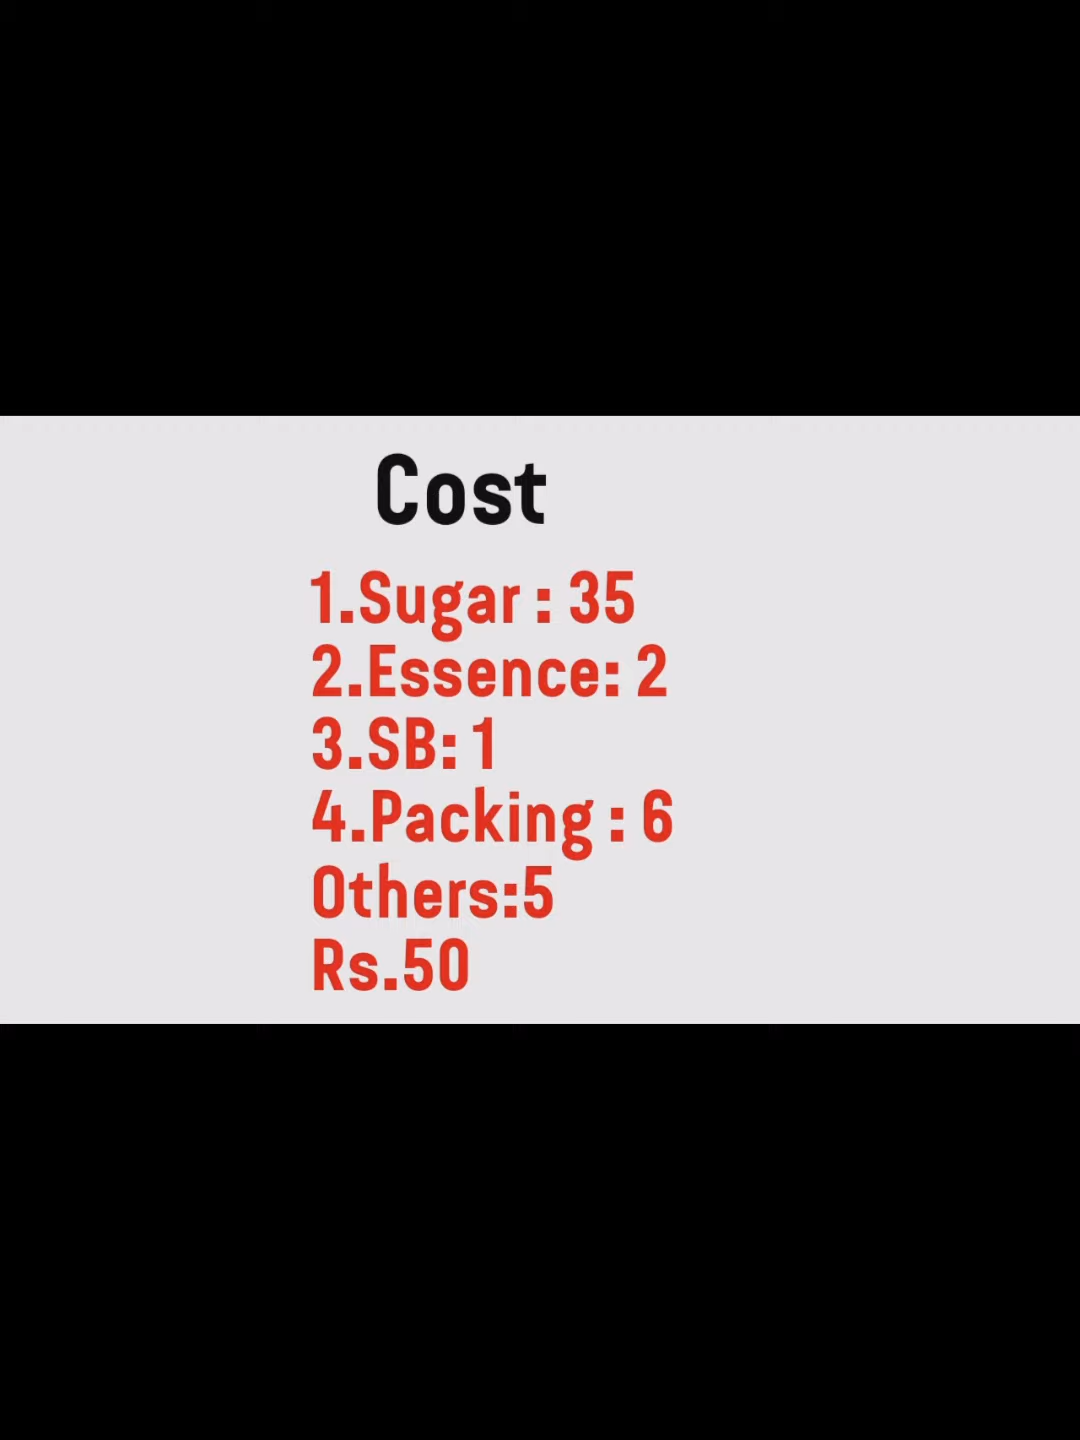 Cost
1.Sugar : 35
2.Essence: 2
3.SB: 1
4.Packing : 6
Others:5
Rs.50